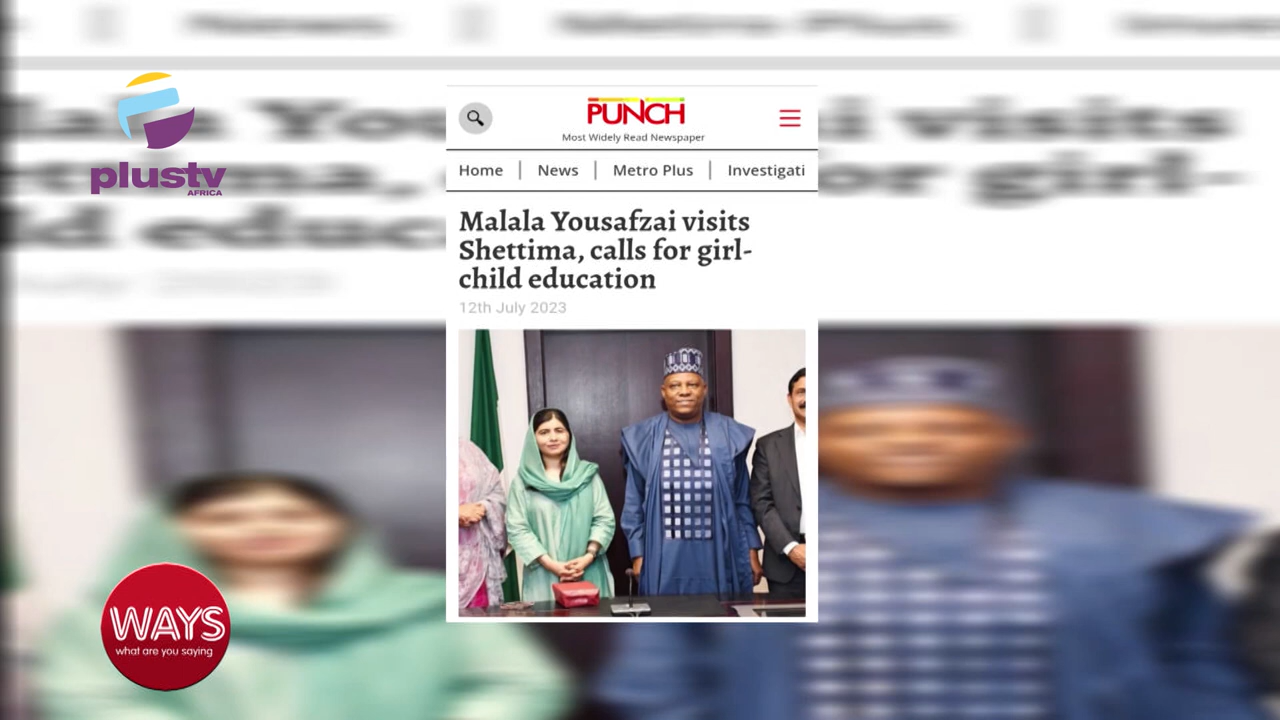 plustv
AFRICA
PUNCH
Most Widely Read Newspaper
Home | News | Metro Plus | Investigati
Malala Yousafzai visits
Shettima, calls for girl-
child education
12th July 2023
WAYS
what are you saying